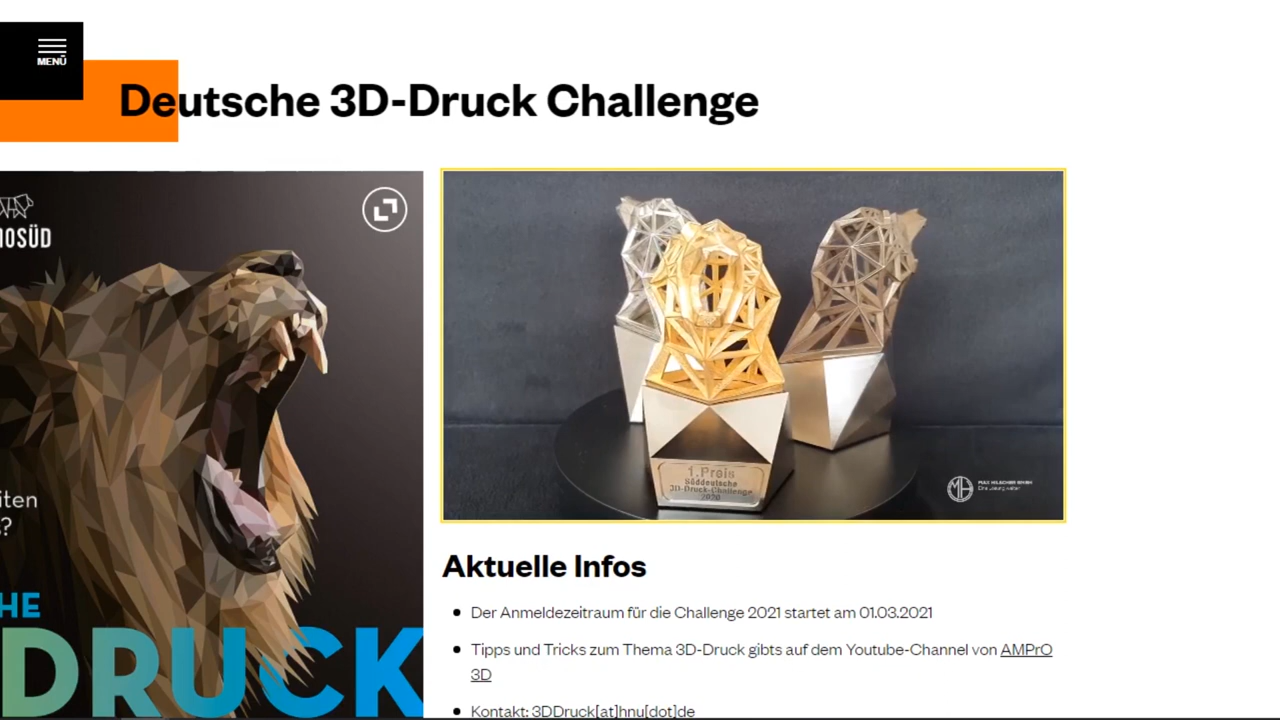 MENÜ
Deutsche 3D-Druck Challenge
OSÜD
iten
?
HE
DRUCK
1.Preis
Süddeutsche
3D-Druck-Challenge
2020
Aktuelle Infos
Der Anmeldezeitraum für die Challenge 2021 startet am 01.03.2021
Tipps und Tricks zum Thema 3D-Druck gibts auf dem Youtube-Channel von AMPrO
3D
Kontakt: 3DDruck[at]hnu[dot]de